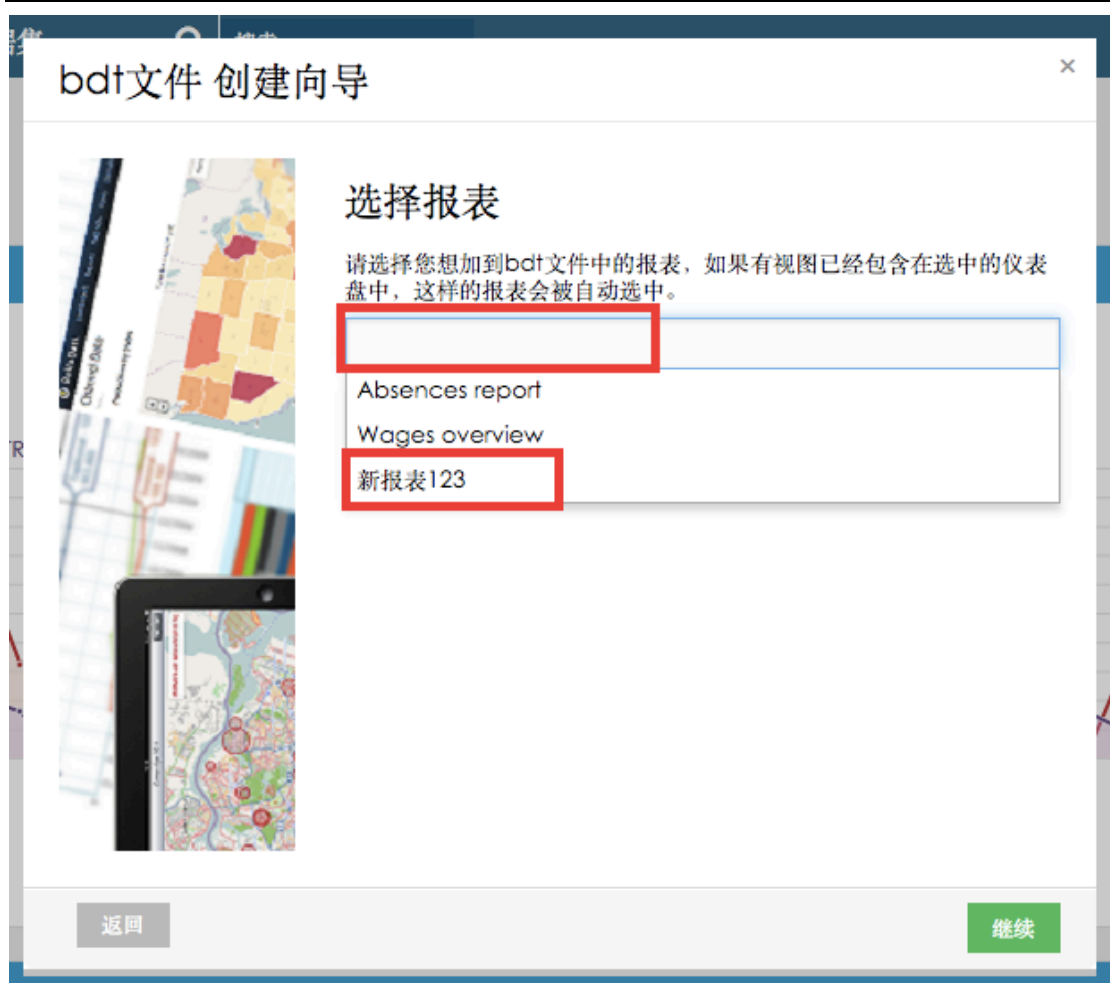 bdt文件 创建向导
×
选择报表
请选择您想加到bdt文件中的报表，如果有视图已经包含在选中的仪表
盘中，这样的报表会被自动选中。
Absences report
Wages overview
新报表123
TR
返回
继续